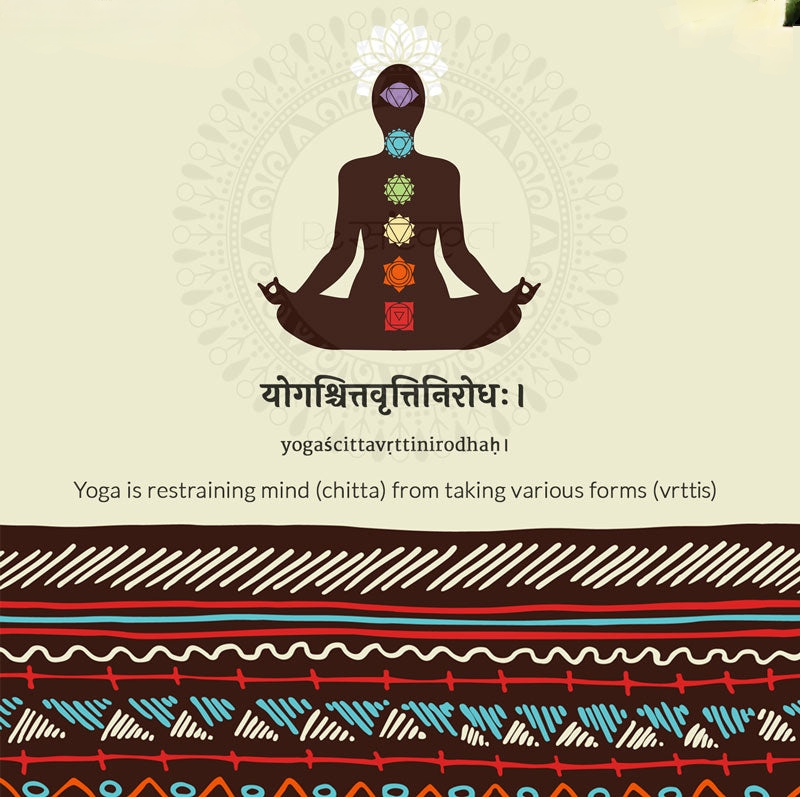 योगश्चित्तवृत्तिनिरोधः।
yogaścittavṛttinirodhaḥ।
Yoga is restraining mind (chitta) from taking various forms (vrttis)